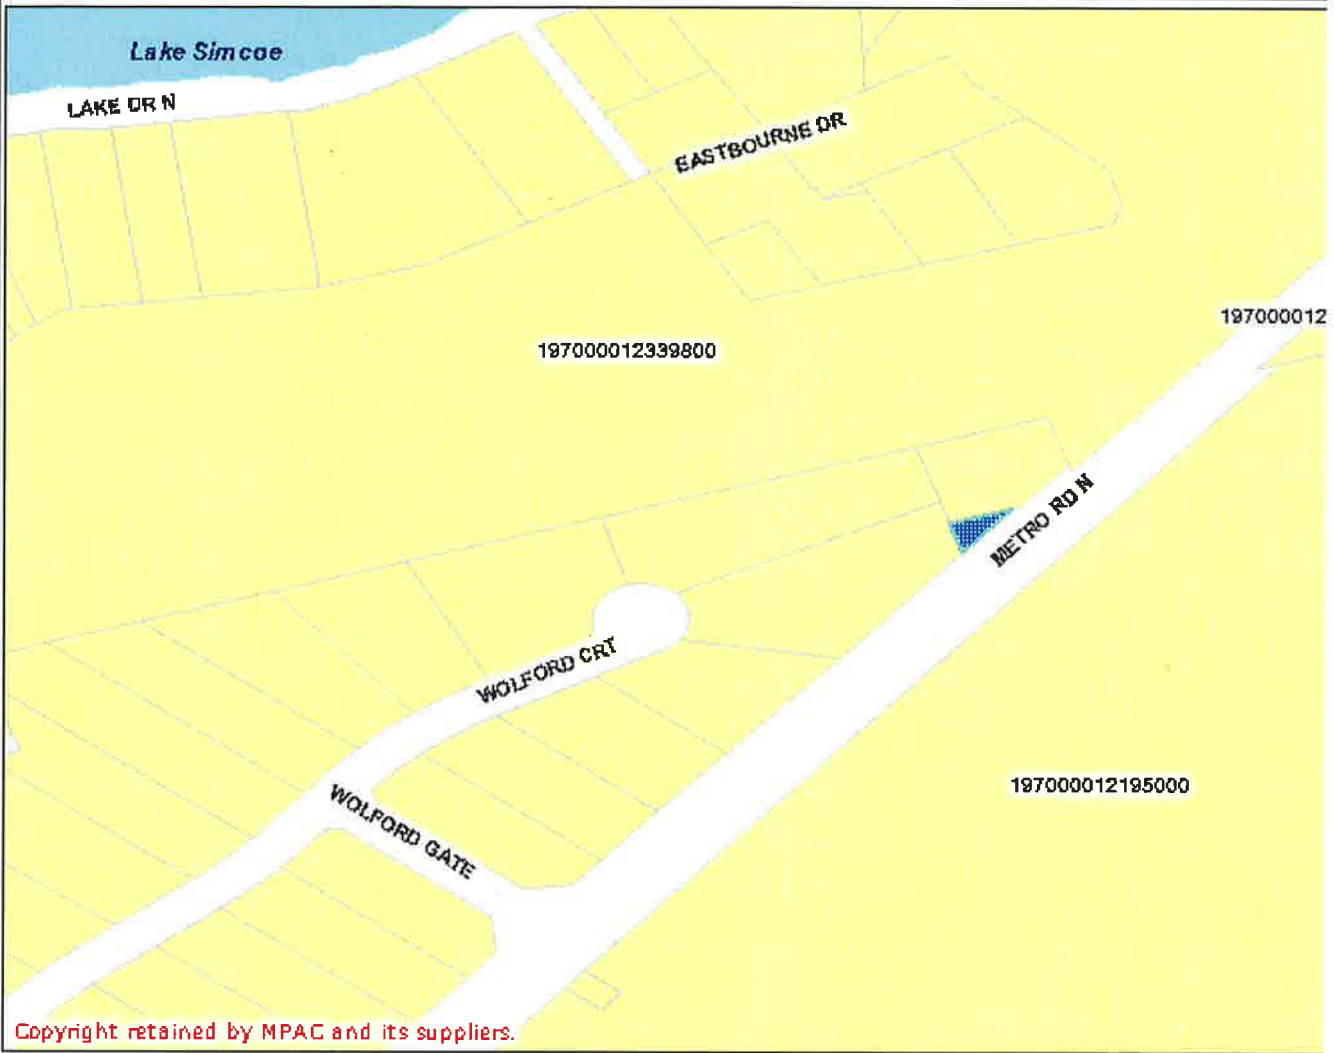 Lake Simcoe
LAKE DR N
EASTBOURNE DR
197000012
197000012339800
METRO RD N
WOLFORD CRT
197000012195000
WOLFORD GATE
Copyright retained by MPAC and its suppliers.